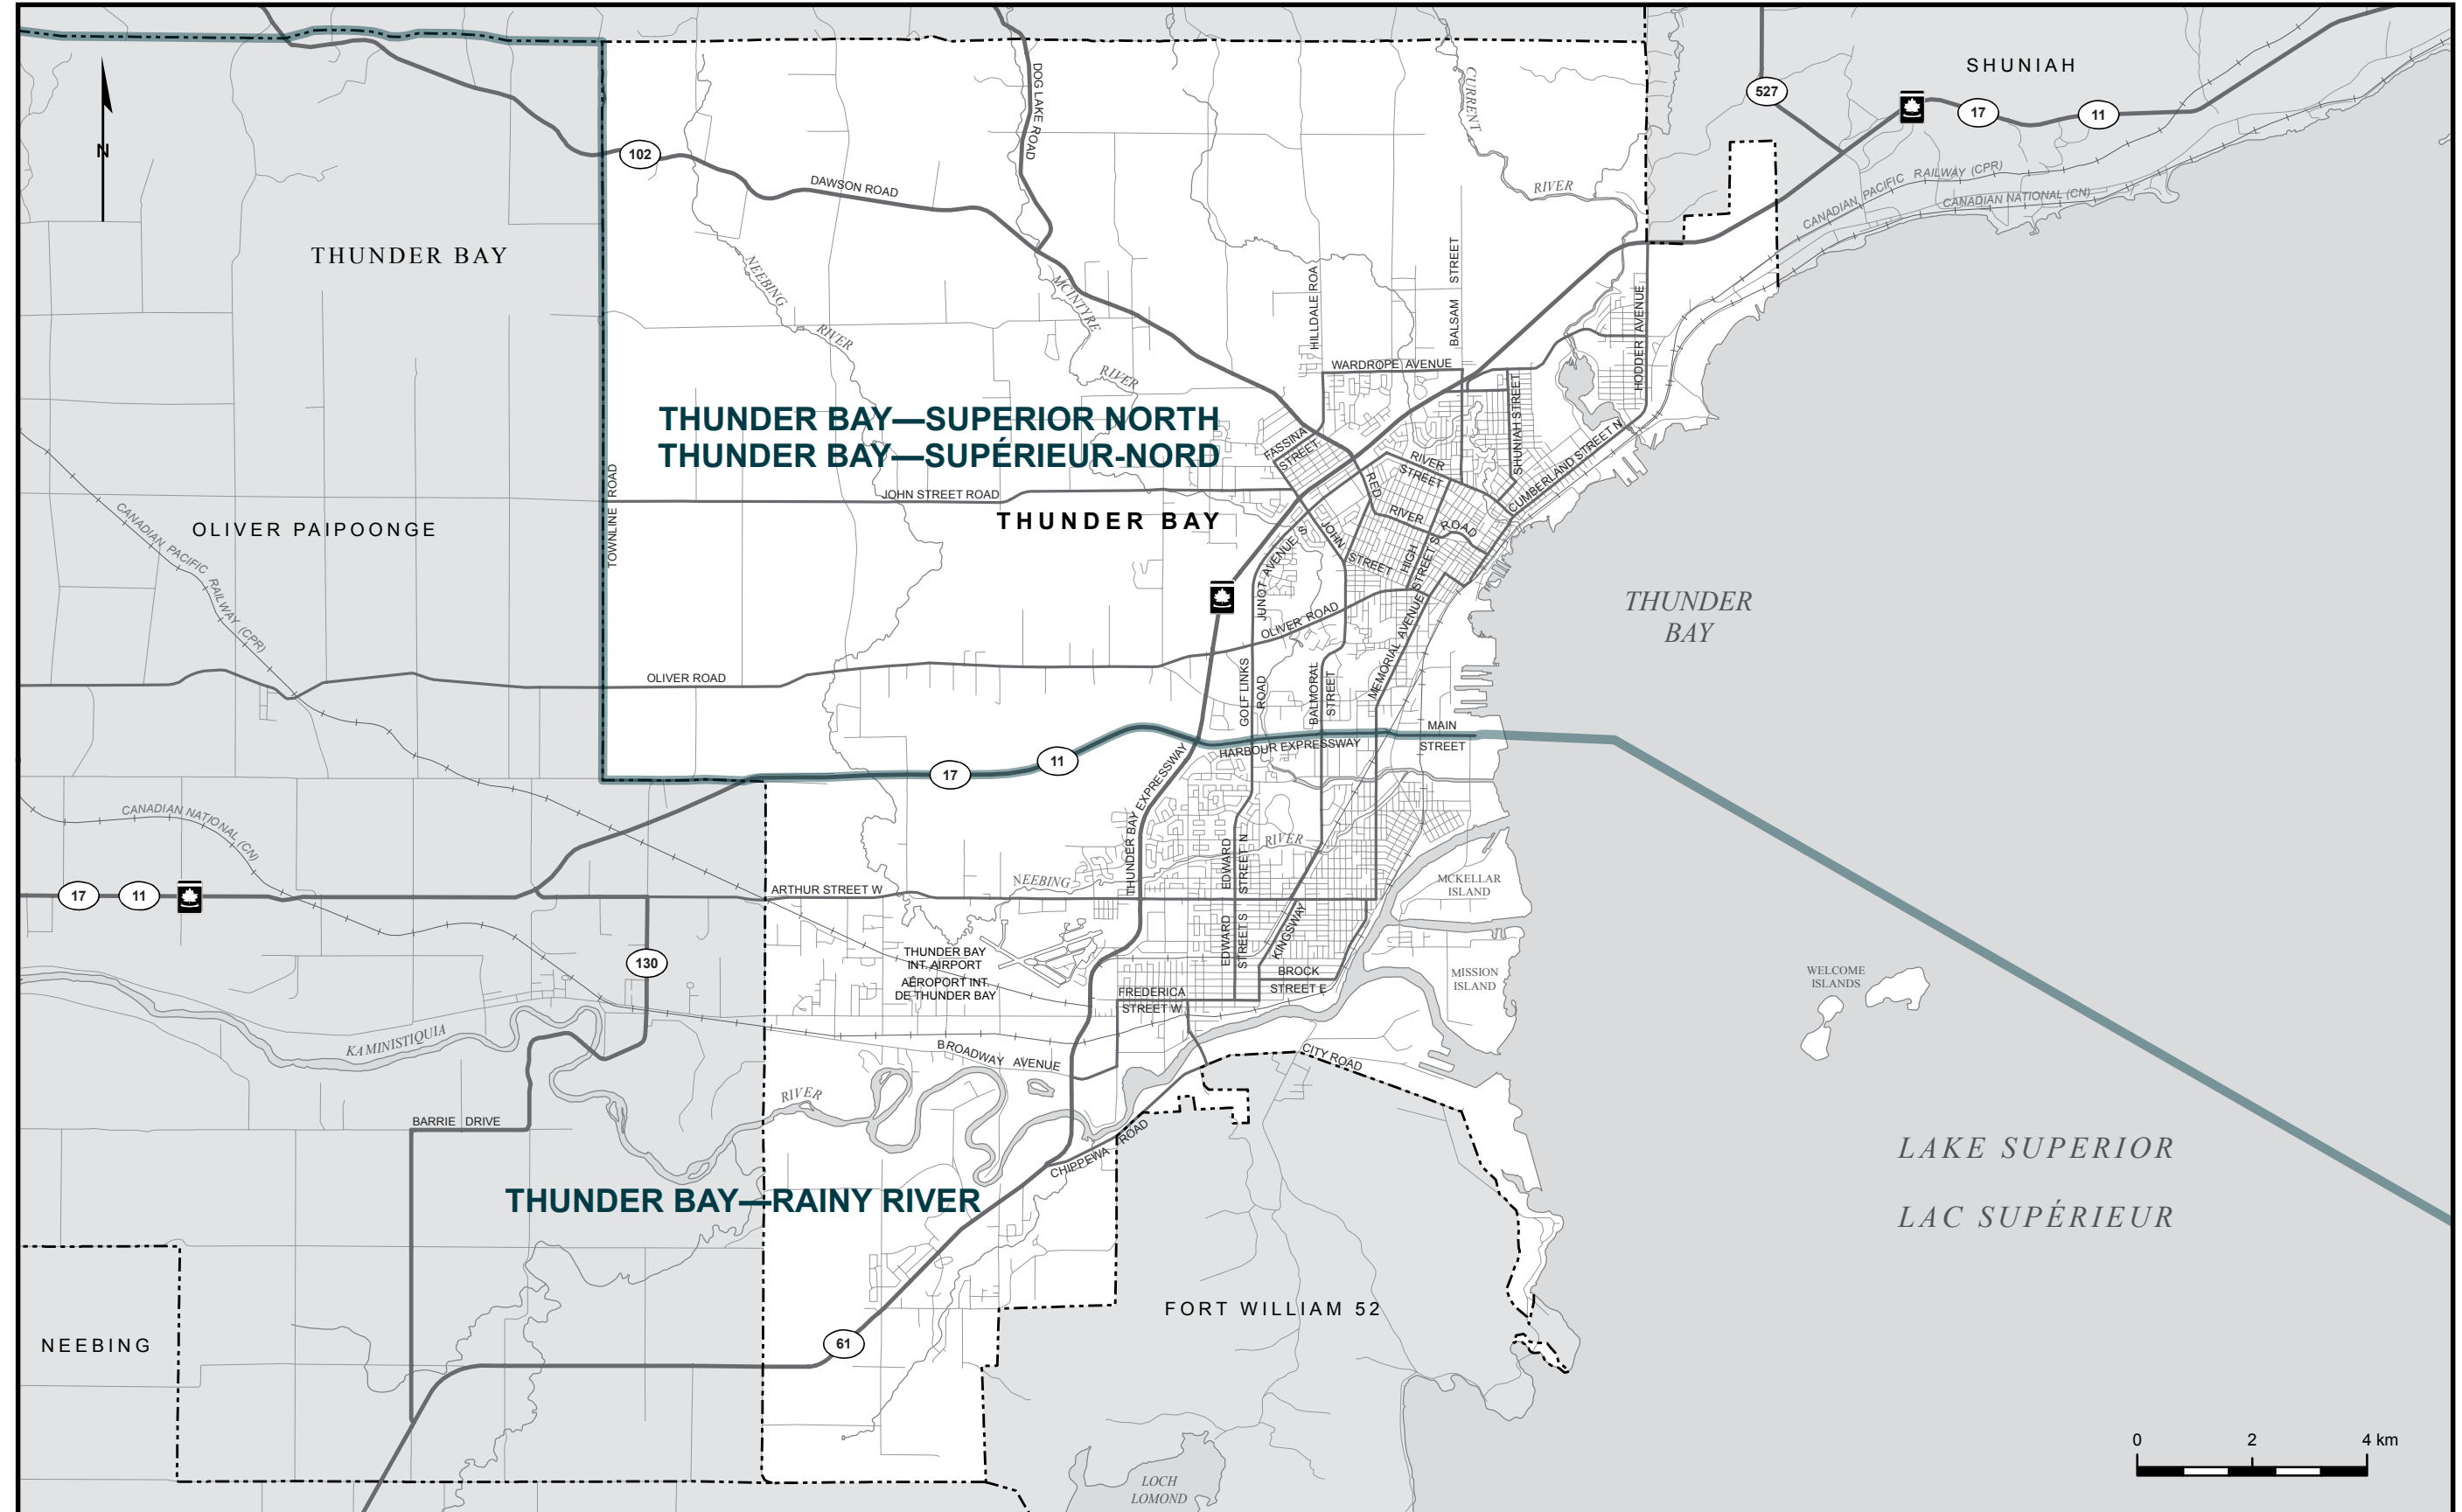 SHUNIAH
527
17
11
N
102
DOG LAKE ROAD
CURRENT
RIVER
DAWSON ROAD
CANADIAN PACIFIC RAILWAY (CPR)
CANADIAN NATIONAL (CN)
THUNDER BAY
NEEBING
RIVER
MCINTYRE
RIVER
HILLDALE ROA
BALSAM STREET
HODDER AVENUE
WARDROPE AVENUE
SHUNIAH STREET
THUNDER BAY—SUPERIOR NORTH
THUNDER BAY—SUPÉRIEUR-NORD
FASSINA
STREET
RIVER
STREET
CUMBERLAND STREET N
RED
RIVER
ROAD
TOWNLINE ROAD
JOHN STREET ROAD
THUNDER BAY
OLIVER PAIPOONGE
CANADIAN PACIFIC RAILWAY (CPR)
JOHN
STREET
HIGH
STREET S
JUNOT AVENUE S
OLIVER ROAD
MEMORIAL AVENUE
THUNDER
BAY
OLIVER ROAD
GOLF LINKS
ROAD
BALMORAL
STREET
MAIN
STREET
HARBOUR EXPRESSWAY
17
11
THUNDER BAY EXPRESSWAY
CANADIAN NATIONAL (CN)
EDWARD
STREET N
RIVER
NEEBING
17
11
ARTHUR STREET W
MCKELLAR
ISLAND
130
THUNDER BAY
INT. AIRPORT
AÉROPORT INT.
DE THUNDER BAY
EDWARD
STREET S
KINGSWAY
BROCK
STREET E
MISSION
ISLAND
WELCOME
ISLANDS
FREDERICA
STREET W
KAMINISTIQUIA
RIVER
BROADWAY AVENUE
CITY ROAD
BARRIE DRIVE
CHIPPEWA ROAD
LAKE SUPERIOR
LAC SUPÉRIEUR
THUNDER BAY—RAINY RIVER
FORT WILLIAM 52
NEEBING
61
LOCH
LOMOND
0 2 4 km